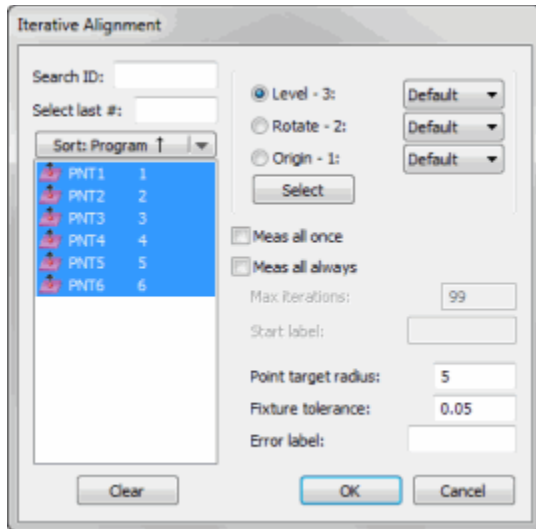 Iterative Alignment
Search ID:
Select last #:
Sort: Program ↑
PNT1 1
PNT2 2
PNT3 3
PNT4 4
PNT5 5
PNT6 6
Clear
Level - 3: Default
Rotate - 2: Default
Origin - 1: Default
Select
Meas all once
Meas all always
Max iterations: 99
Start label:
Point target radius: 5
Fixture tolerance: 0.05
Error label:
OK Cancel